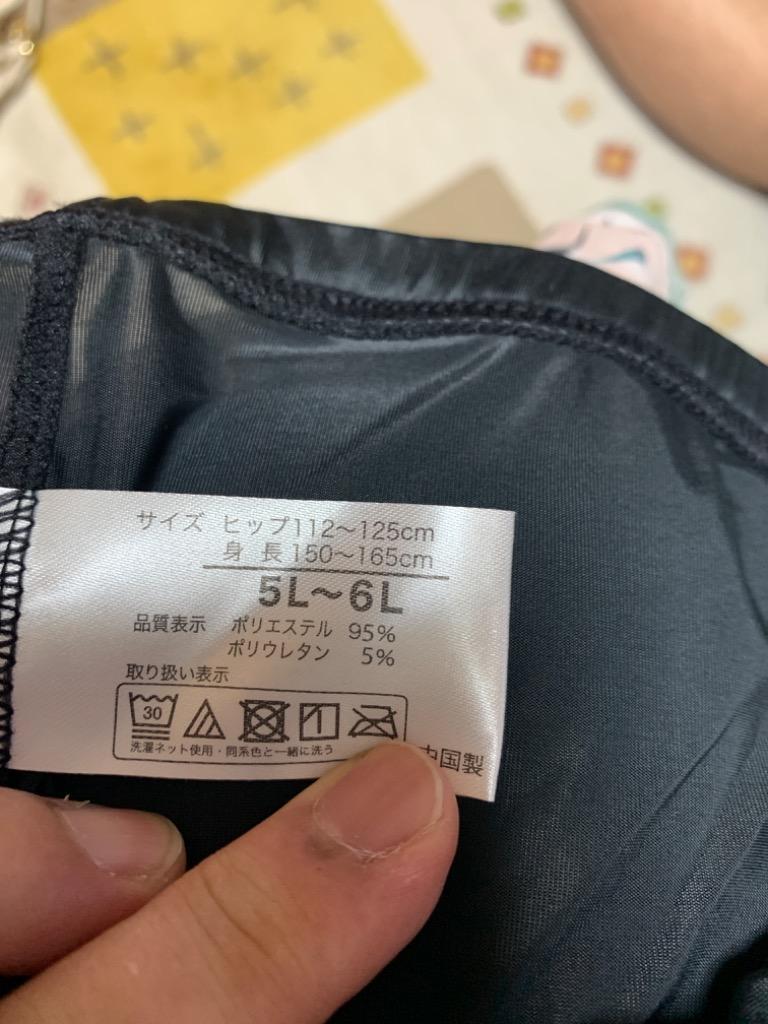 サイズ ヒップ112～125cm
身 長150～165cm
5L～6L
品質表示 ポリエステル 95%
ポリウレタン 5%
取り扱い表示
30
洗濯ネット使用・同系色と一緒に洗う
中国製